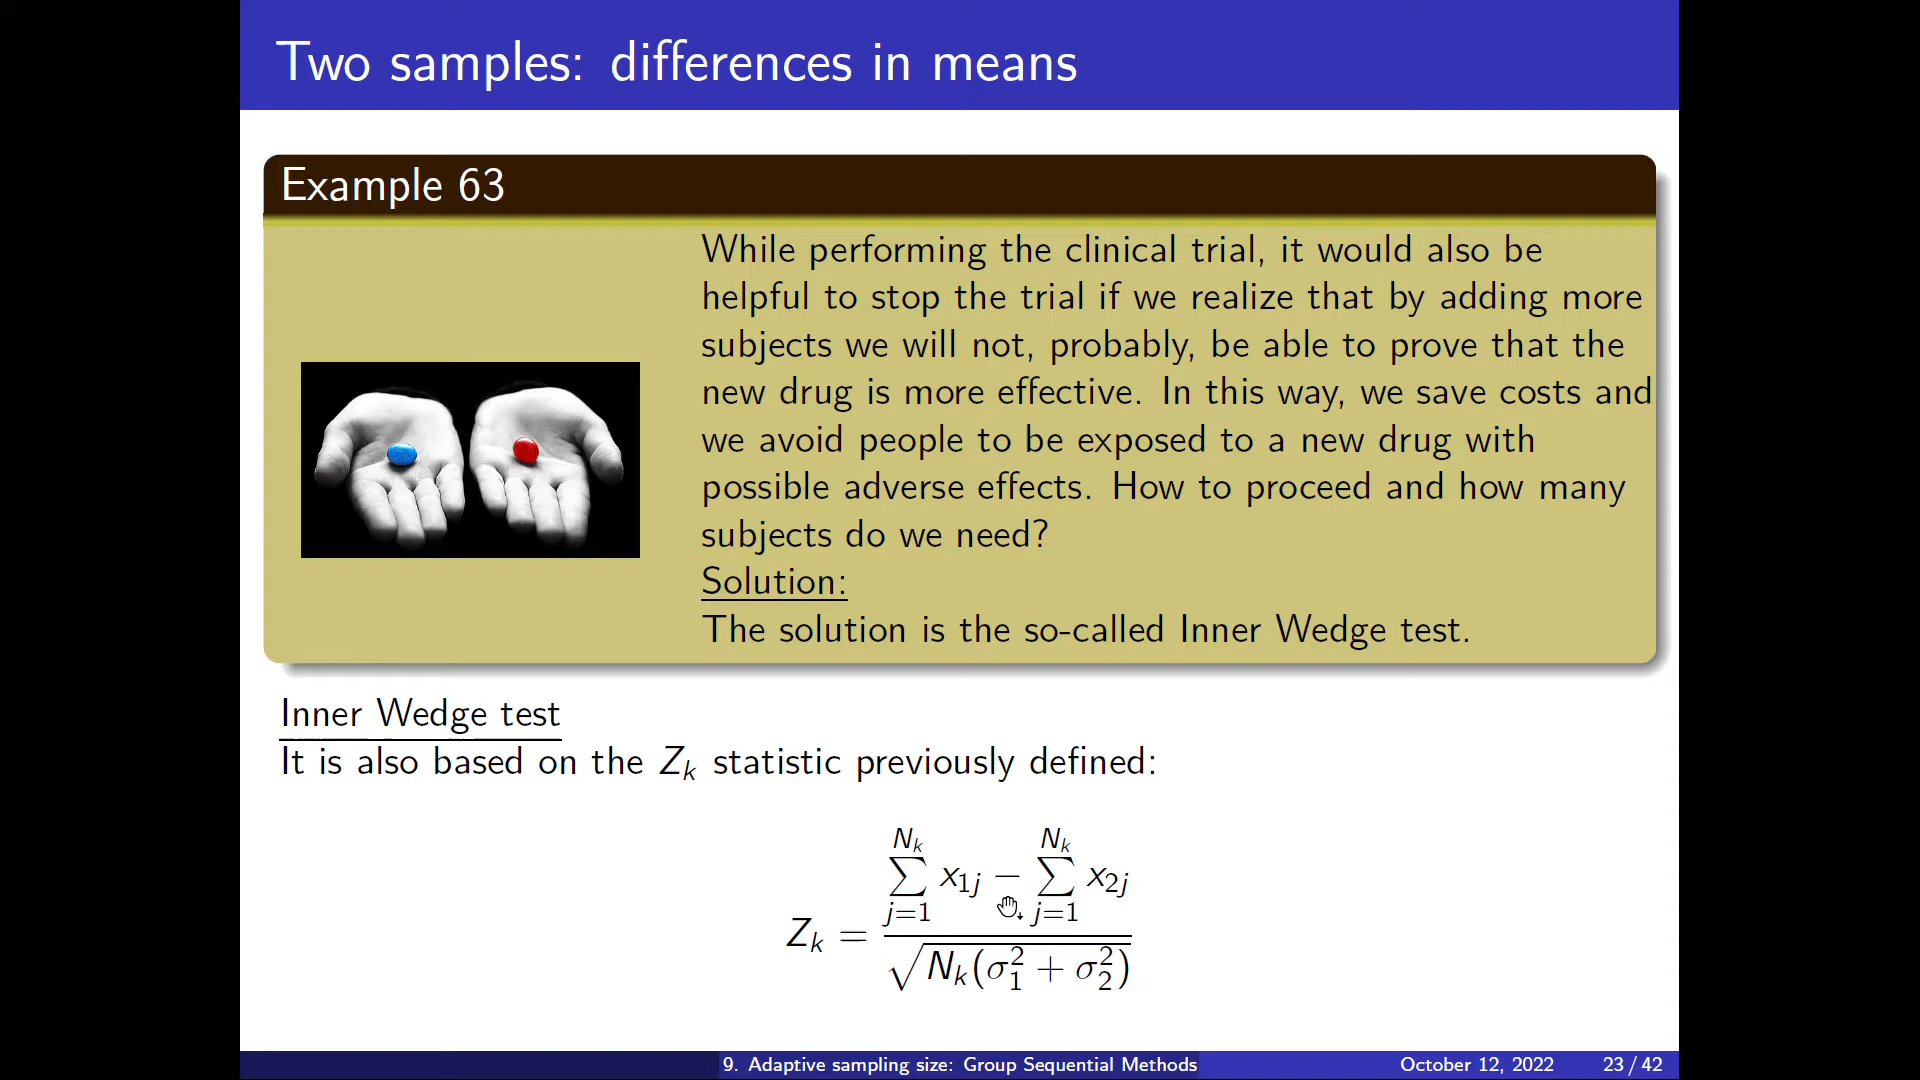 Two samples: differences in means
Example 63
While performing the clinical trial, it would also be
helpful to stop the trial if we realize that by adding more
subjects we will not, probably, be able to prove that the
new drug is more effective. In this way, we save costs and
we avoid people to be exposed to a new drug with
possible adverse effects. How to proceed and how many
subjects do we need?
Solution:
The solution is the so-called Inner Wedge test.
Inner Wedge test
It is also based on the Z_k statistic previously defined:
Z_k = \frac{\sum_{j=1}^{N_k} x_{1j} - \sum_{j=1}^{N_k} x_{2j}}{\sqrt{N_k(\sigma_1^2 + \sigma_2^2)}}
9. Adaptive sampling size: Group Sequential Methods October 12, 2022 23 / 42